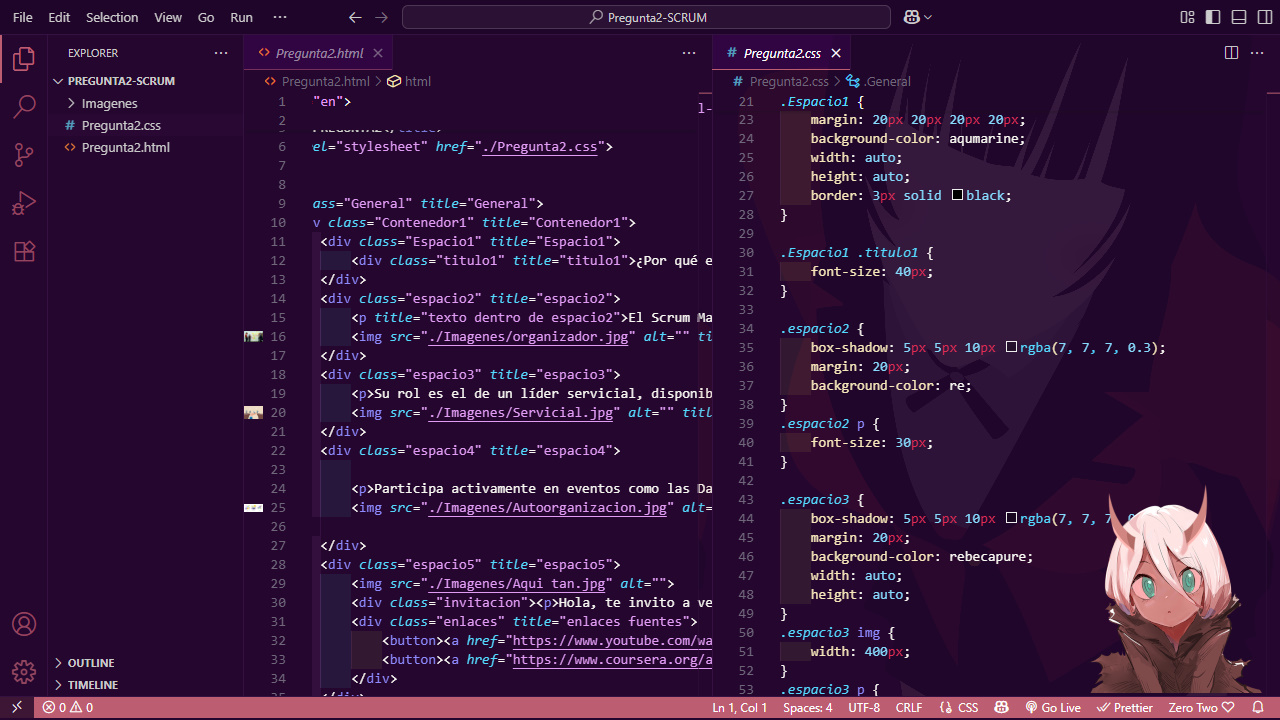 File Edit Selection View Go Run ··· Pregunta2-SCRUM
EXPLORER ···
PREGUNTA2-SCRUM
Imagenes
# Pregunta2.css
<> Pregunta2.html
OUTLINE
TIMELINE
<> Pregunta2.html × ···
<> Pregunta2.html > html
1 "en">
2
6 el="stylesheet" href="./Pregunta2.css">
7
8
9 ass="General" title="General">
10 v class="Contenedor1" title="Contenedor1">
11 <div class="Espacio1" title="Espacio1">
12 <div class="titulo1" title="titulo1">¿Por qué e
13 </div>
14 <div class="espacio2" title="espacio2">
15 <p title="texto dentro de espacio2">El Scrum Ma
16 <img src="./Imagenes/organizador.jpg" alt="" ti
17 </div>
18 <div class="espacio3" title="espacio3">
19 <p>Su rol es el de un líder servicial, disponib
20 <img src="./Imagenes/Servicial.jpg" alt="" titl
21 </div>
22 <div class="espacio4" title="espacio4">
23
24 <p>Participa activamente en eventos como las Da
25 <img src="./Imagenes/Autoorganizacion.jpg" alt=
26
27 </div>
28 <div class="espacio5" title="espacio5">
29 <img src="./Imagenes/Aqui tan.jpg" alt="">
30 <div class="invitacion"><p>Hola, te invito a ve
31 <div class="enlaces" title="enlaces fuentes">
32 <button><a href="https://www.youtube.com/wa
33 <button><a href="https://www.coursera.org/a
34 </div>
# Pregunta2.css × ···
# Pregunta2.css > .General
21 .Espacio1 {
23 margin: 20px 20px 20px 20px;
24 background-color: aqumarine;
25 width: auto;
26 height: auto;
27 border: 3px solid black;
28 }
29
30 .Espacio1 .titulo1 {
31 font-size: 40px;
32 }
33
34 .espacio2 {
35 box-shadow: 5px 5px 10px rgba(7, 7, 7, 0.3);
36 margin: 20px;
37 background-color: re;
38 }
39 .espacio2 p {
40 font-size: 30px;
41 }
42
43 .espacio3 {
44 box-shadow: 5px 5px 10px rgba(7, 7, 7,
45 margin: 20px;
46 background-color: rebecapure;
47 width: auto;
48 height: auto;
49 }
50 .espacio3 img {
51 width: 400px;
52 }
53 .espacio3 p {
0 0 Ln 1, Col 1 Spaces: 4 UTF-8 CRLF {} CSS Go Live Prettier Zero Two